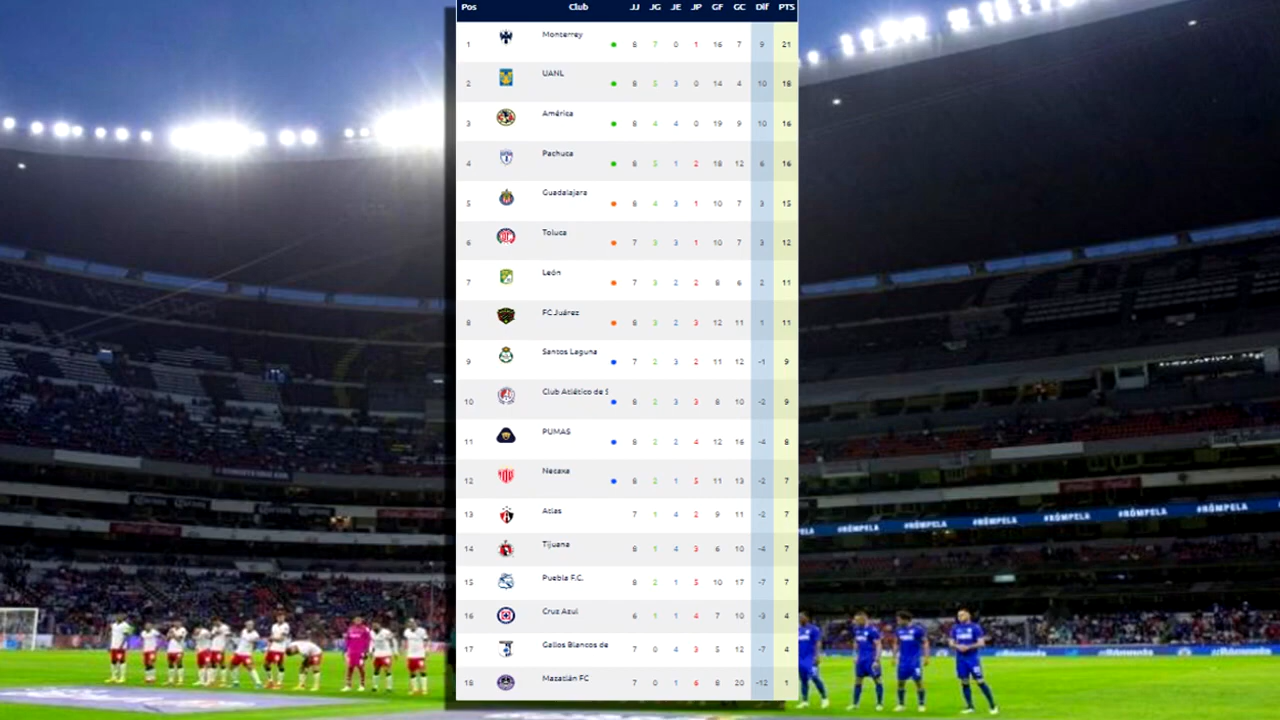 Pos Club JJ JG JE JP GF GC Dif PTS
1 Monterrey 8 7 0 1 16 7 9 21
2 UANL 8 5 3 0 14 4 10 18
3 América 8 4 4 0 19 9 10 16
4 Pachuca 8 5 1 2 18 12 6 16
5 Guadalajara 8 4 3 1 10 7 3 15
6 Toluca 7 3 3 1 10 7 3 12
7 León 7 3 2 2 8 6 2 11
8 FC Juárez 8 3 2 3 12 11 1 11
9 Santos Laguna 7 2 3 2 11 12 -1 9
10 Club Atlético de S 8 2 3 3 8 10 -2 9
11 PUMAS 8 2 2 4 12 16 -4 8
12 Necaxa 8 2 1 5 11 13 -2 7
13 Atlas 7 1 4 2 9 11 -2 7
14 Tijuana 8 1 4 3 6 10 -4 7
15 Puebla F.C. 8 2 1 5 10 17 -7 7
16 Cruz Azul 6 1 1 4 7 10 -3 4
17 Gallos Blancos de 7 0 4 3 5 12 -7 4
18 Mazatlán FC 7 0 1 6 8 20 -12 1
#RÓMPELA #RÓMPELA #RÓMPELA #RÓMPELA #RÓMPELA